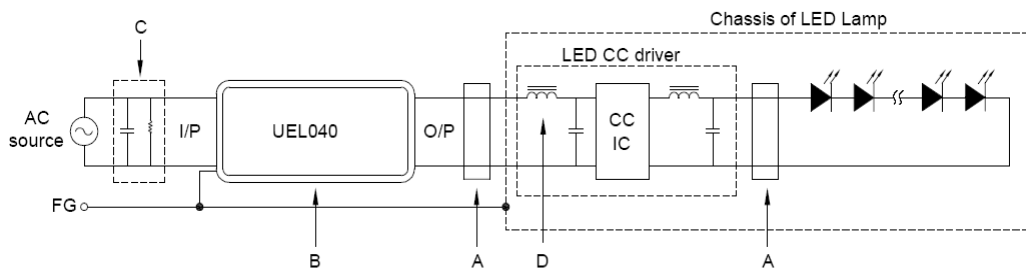 Chassis of LED Lamp
C
LED CC driver
AC
source
I/P
UEL040
O/P
CC
IC
FG
B
A
D
A